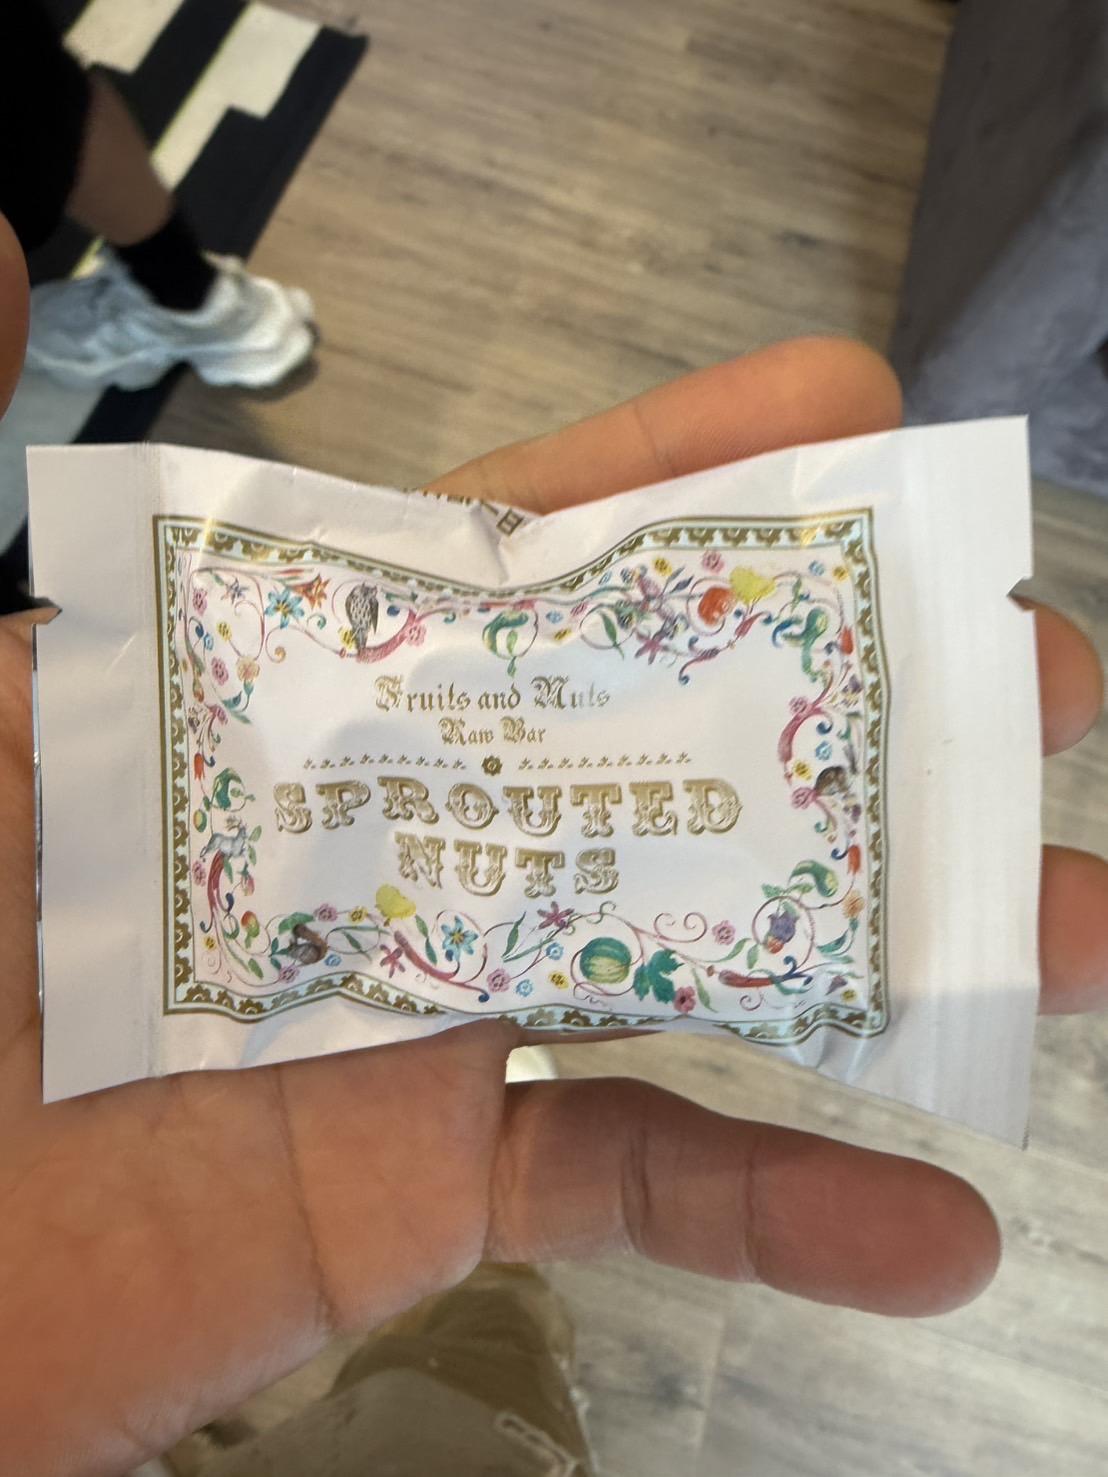 Fruits and Nuts
Raw Bar
SPROUTED
NUTS